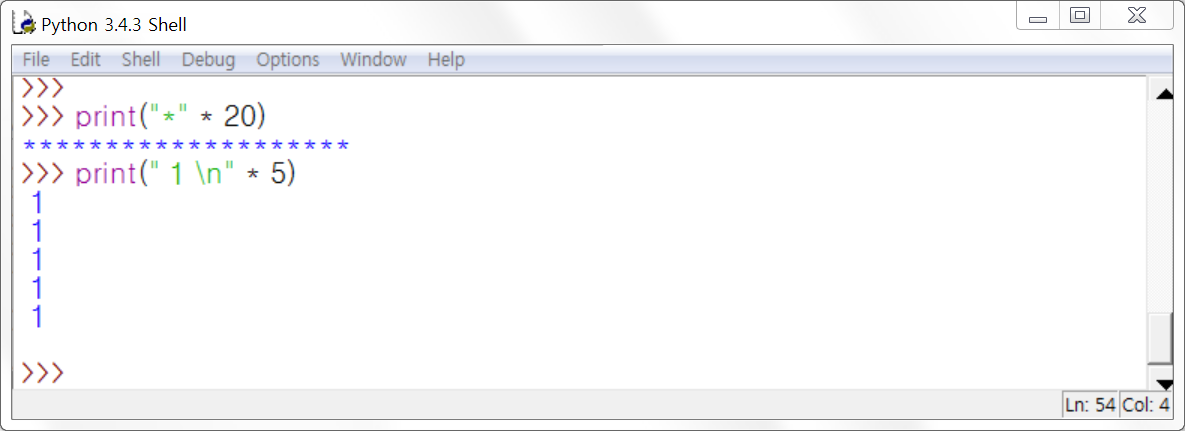 Python 3.4.3 Shell
File Edit Shell Debug Options Window Help
>>>
>>> print("*" * 20)
********************
>>> print(" 1 \n" * 5)
1
1
1
1
1
>>>
Ln: 54 Col: 4